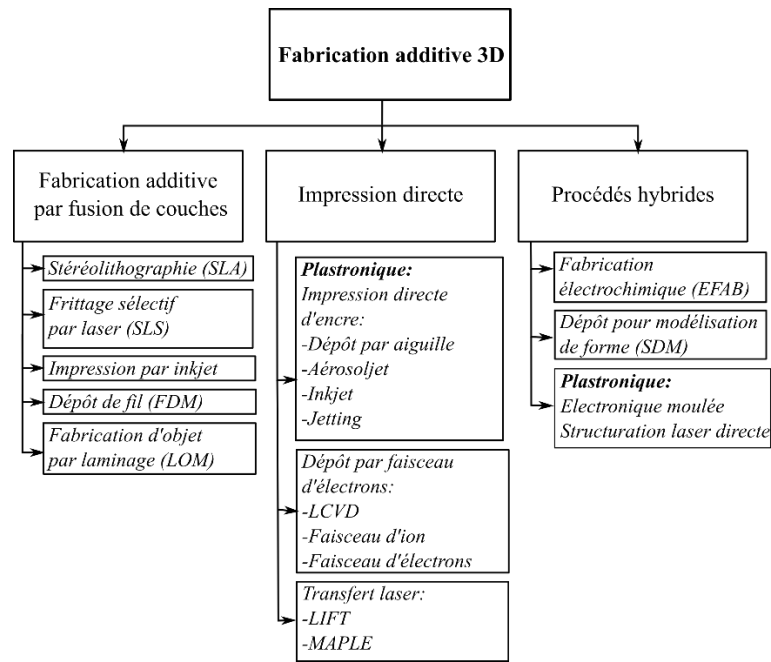 Fabrication additive 3D
Fabrication additive
par fusion de couches
Stéréolithographie (SLA)
Frittage sélectif
par laser (SLS)
Impression par inkjet
Dépôt de fil (FDM)
Fabrication d'objet
par laminage (LOM)
Impression directe
Plastronique:
Impression directe
d'encre:
-Dépôt par aiguille
-Aérosoljet
-Inkjet
-Jetting
Dépôt par faisceau
d'électrons:
-LCVD
-Faisceau d'ion
-Faisceau d'électrons
Transfert laser:
-LIFT
-MAPLE
Procédés hybrides
Fabrication
électrochimique (EFAB)
Dépôt pour modélisation
de forme (SDM)
Plastronique:
Electronique moulée
Structuration laser directe